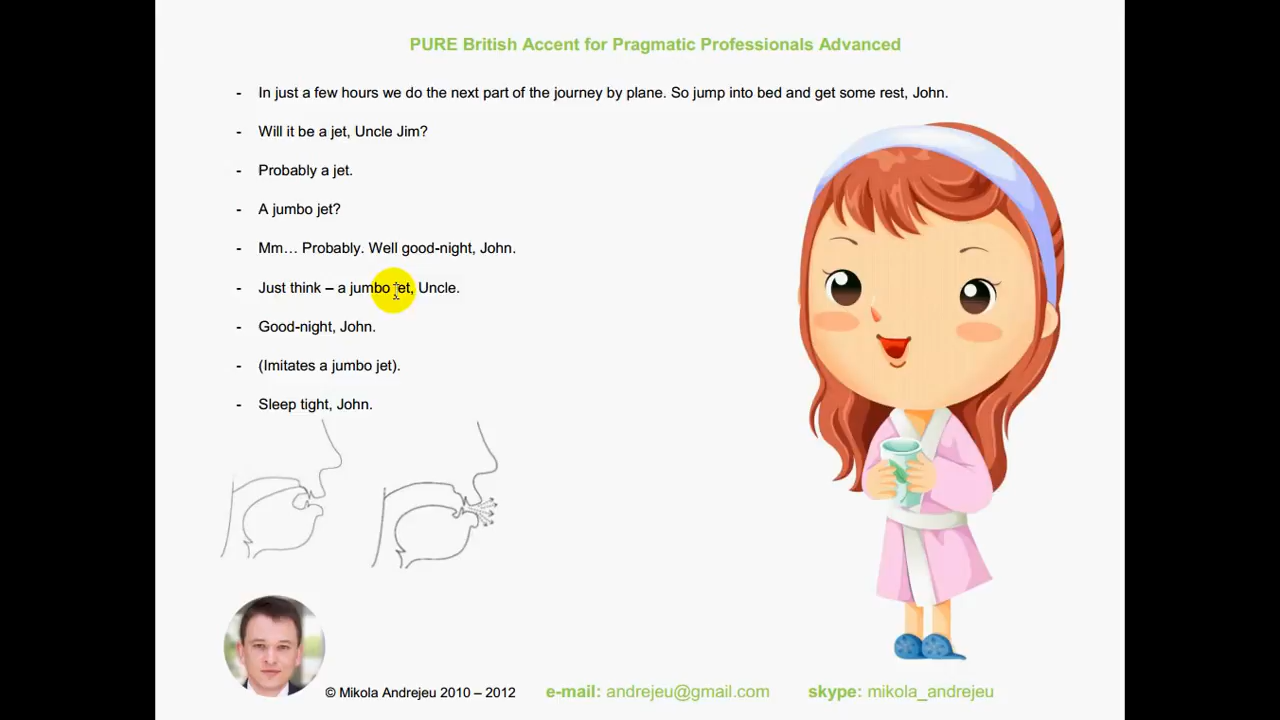 PURE British Accent for Pragmatic Professionals Advanced
- In just a few hours we do the next part of the journey by plane. So jump into bed and get some rest, John.
- Will it be a jet, Uncle Jim?
- Probably a jet.
- A jumbo jet?
- Mm… Probably. Well good-night, John.
- Just think – a jumbo jet, Uncle.
- Good-night, John.
- (Imitates a jumbo jet).
- Sleep tight, John.
© Mikola Andrejeu 2010 – 2012 e-mail: andrejeu@gmail.com skype: mikola_andrejeu